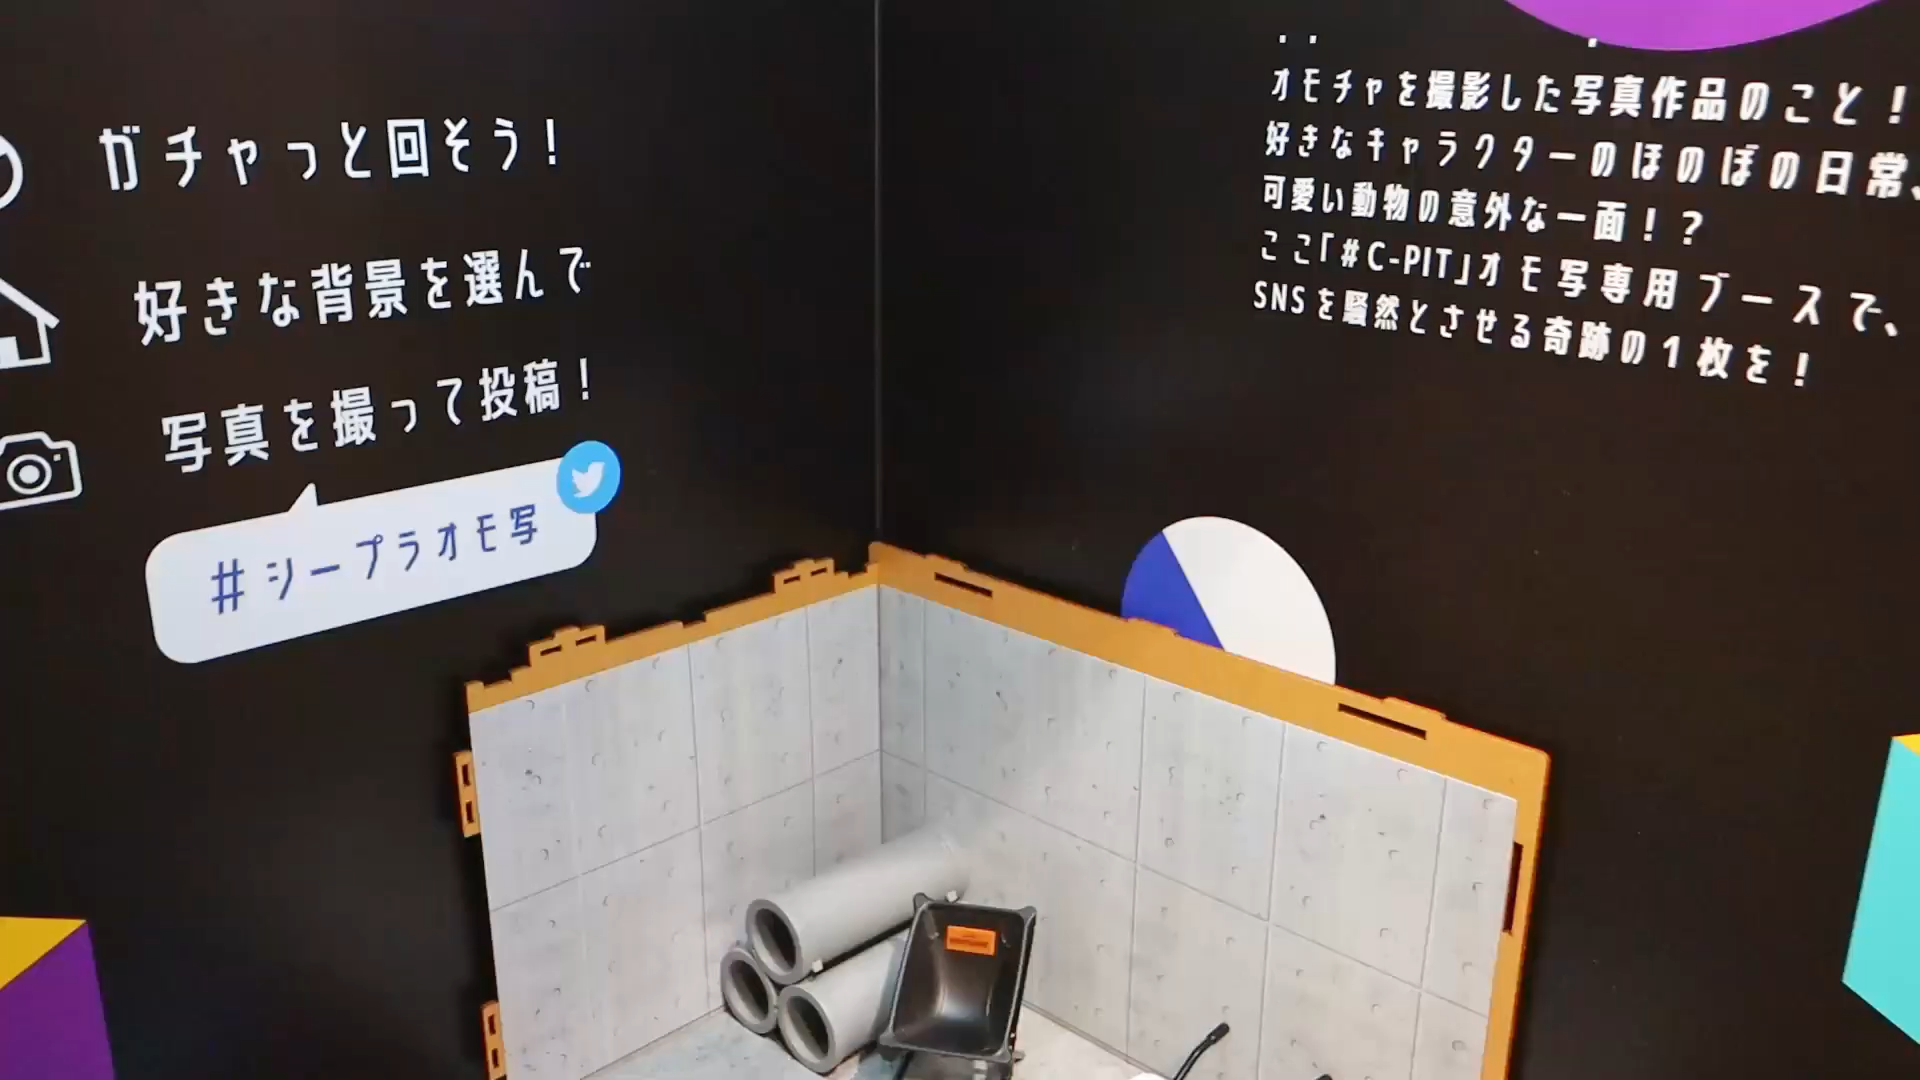 ガチャっと回そう！
好きな背景を選んで
写真を撮って投稿！
#シープラオモ写
オモチャを撮影した写真作品のこと！
好きなキャラクターのほのぼの日常、
可愛い動物の意外な一面！？
ここ「#C-PIT」オモ写専用ブースで、
SNSを騒然とさせる奇跡の1枚を！